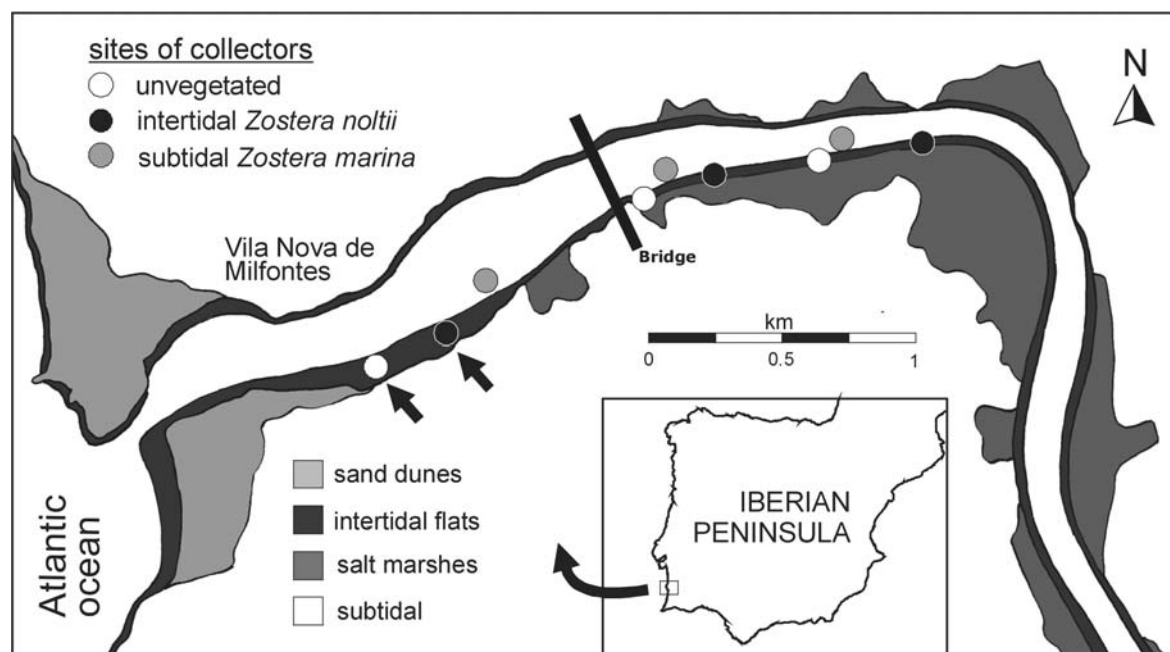 sites of collectors
unvegetated
intertidal Zostera noltii
subtidal Zostera marina
N
Vila Nova de
Milfontes
Bridge
km
0 0.5 1
sand dunes
intertidal flats
salt marshes
subtidal
Atlantic
ocean
IBERIAN
PENINSULA